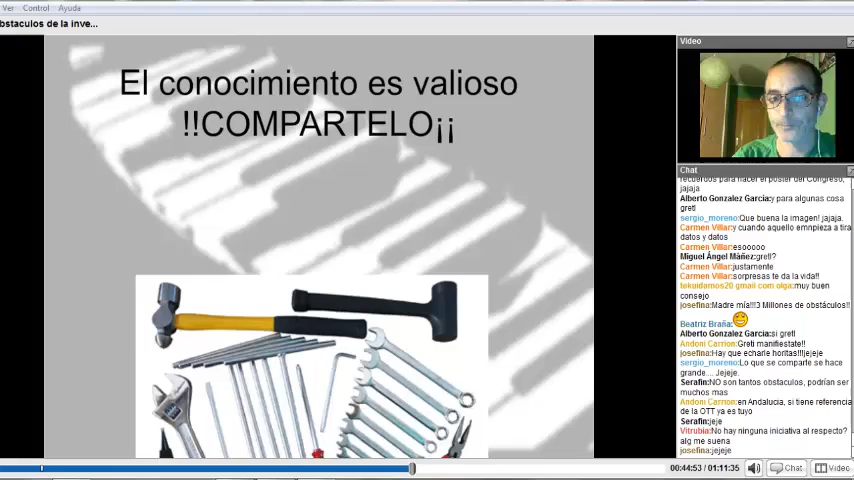 Ver Control Ayuda
bstaculos de la inve...
El conocimiento es valioso
!!COMPARTELO¡¡
Video
Chat
recuerdos para hacer el poster del Congreso,
jajaja
Alberto Gonzalez Garcia:y para algunas cosa
gretl
sergio_moreno:Que buena la imagen! jajaja.
Carmen Villar:y cuando aquello emnpieza a tira
datos y datos
Carmen Villar:esooooo
Miguel Ángel Máñez:gretl?
Carmen Villar:justamente
Carmen Villar:sorpresas te da la vida!!
tekuidamos20 gmail com olga:muy buen
consejo
josefina:Madre mía!!!3 Millones de obstáculos!!
Beatriz Braña:
Alberto Gonzalez Garcia:si gretl
Andoni Carrion:Greti manifiestate!!
josefina:Hay que echarle horitas!!!jejeje
sergio_moreno:Lo que se comparte se hace
grande.... Jejeje.
Serafin:NO son tantos obstaculos, podrían ser
muchos mas
Andoni Carrion:en Andalucia, si tiene referencia
de la OTT ya es tuyo
Serafin:jeje
Vitrubia:No hay ninguna iniciativa al respecto?
alg me suena
josefina:jejeje
00:44:53 / 01:11:35
Chat
Video